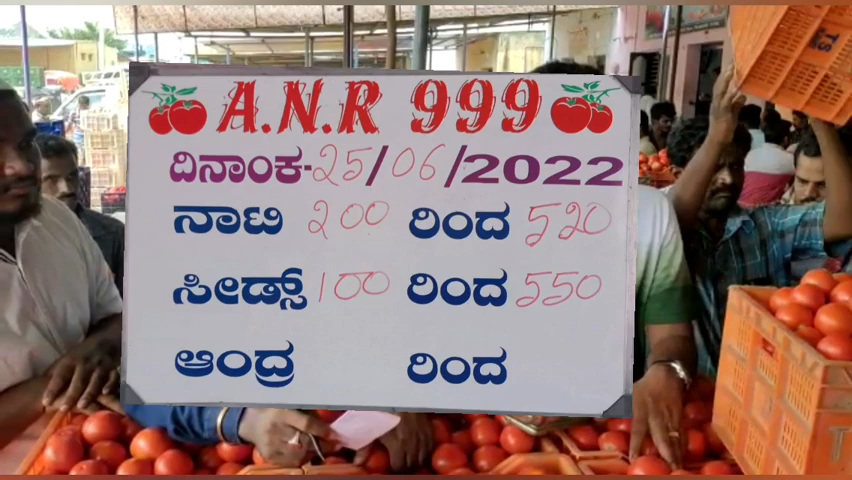 A.N.R 999
ದಿನಾಂಕ-25/06/2022
ನಾಟಿ 200 ರಿಂದ 520
ಸೀಡ್ಸ್ 100 ರಿಂದ 550
ಆಂದ್ರ ರಿಂದ